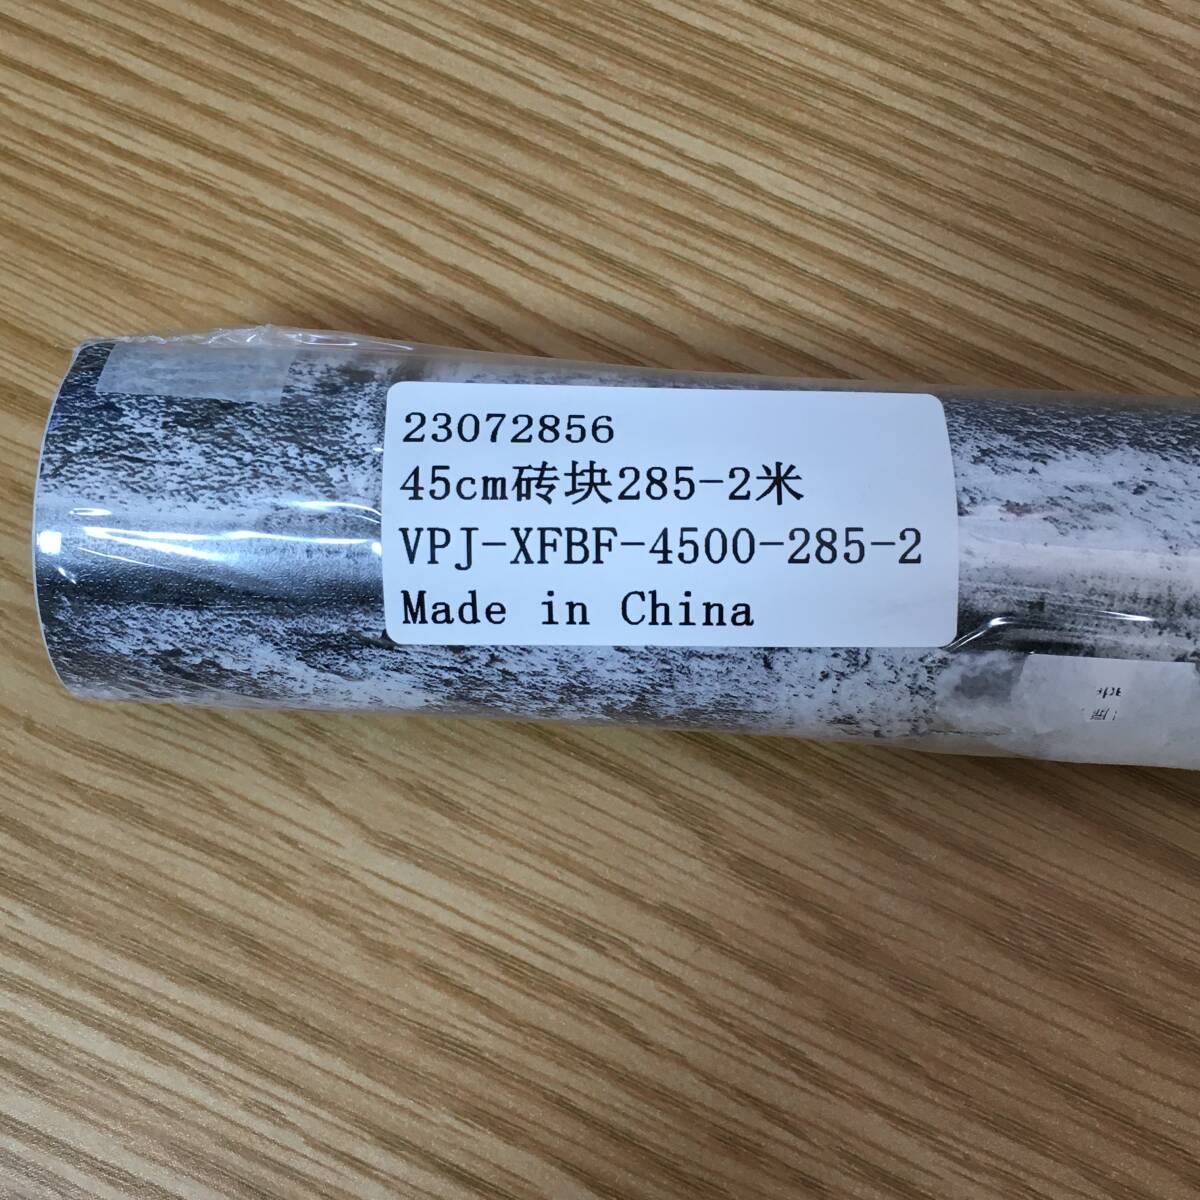 23072856
45cm砖块285-2米
VPJ-XFBF-4500-285-2
Made in China